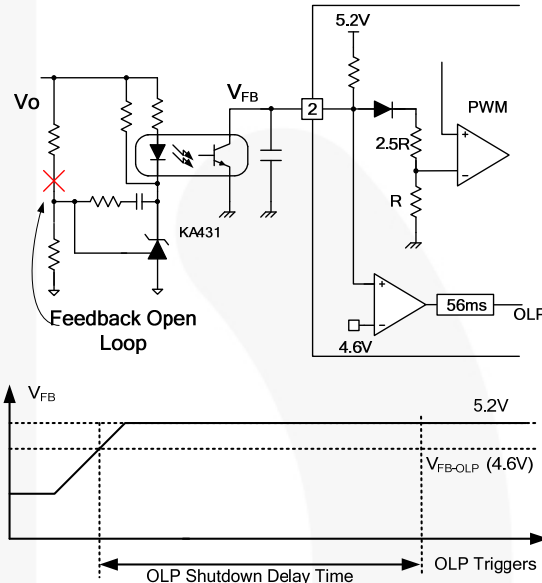 5.2V
Vo
VFB
2
PWM
2.5R
R
KA431
Feedback Open
Loop
56ms
OLP
4.6V
VFB
5.2V
VFB-OLP (4.6V)
OLP Triggers
OLP Shutdown Delay Time